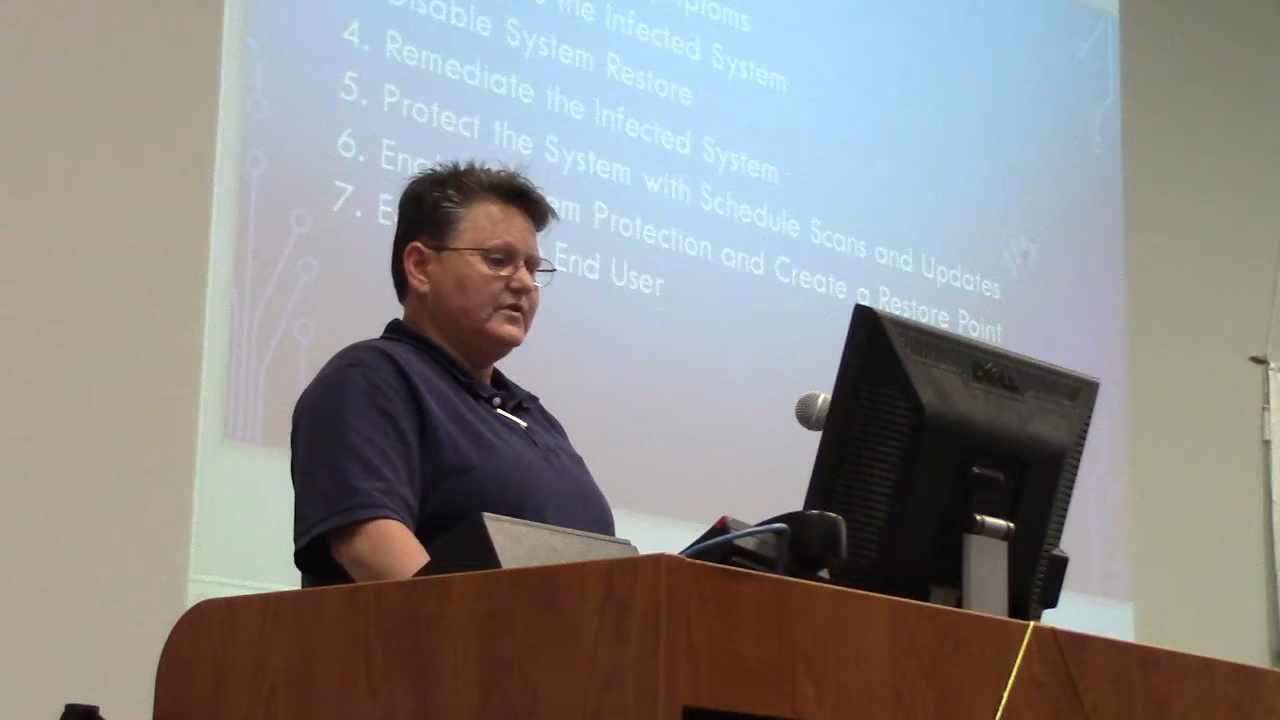 the Infected System
Disable System Restore
4. Remediate the Infected System
5. Protect the System with Schedule Scans and Updates
6. Protection and Create a Restore Point
7. End User
DELL